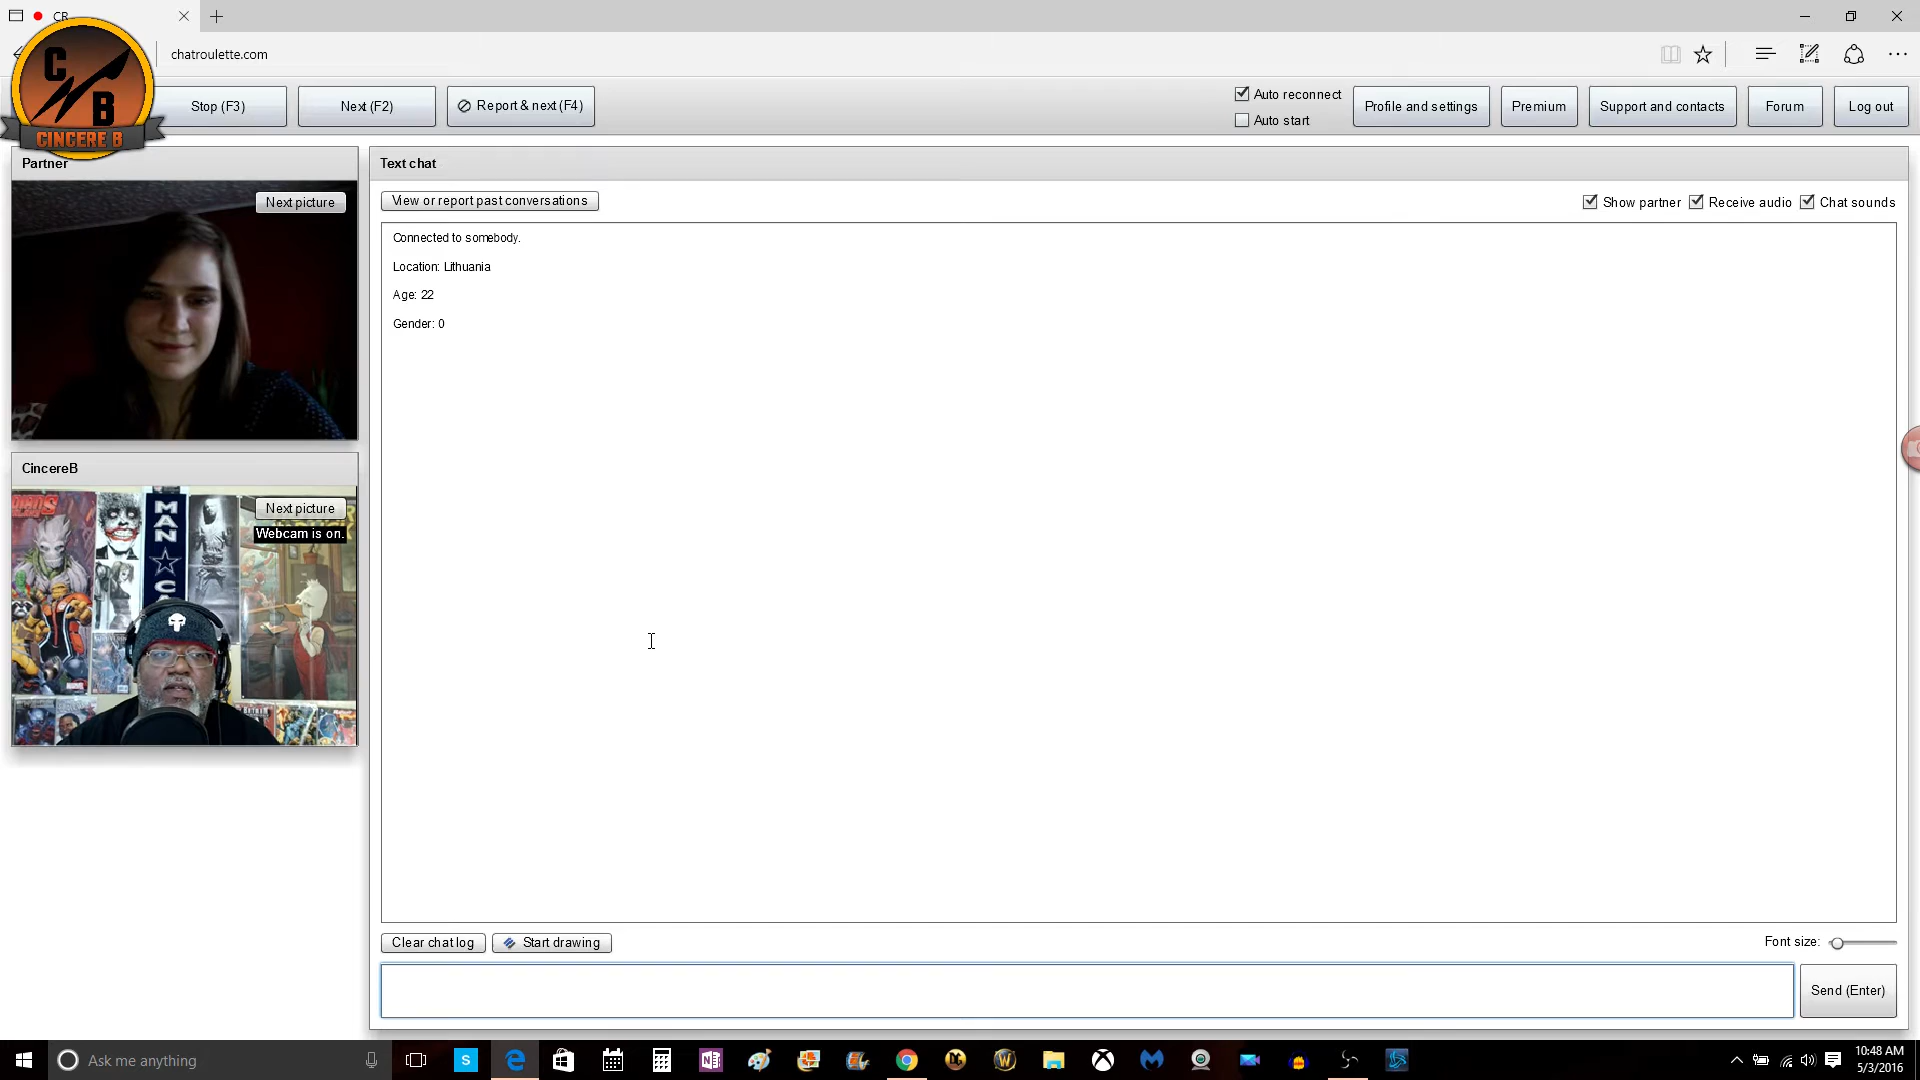 CR
chatroulette.com
C
B
CINCERE B
Stop (F3)
Next (F2)
Report & next (F4)
Auto reconnect
Auto start
Profile and settings
Premium
Support and contacts
Forum
Log out
Partner
Next picture
Text chat
View or report past conversations
Show partner
Receive audio
Chat sounds
Connected to somebody.
Location: Lithuania
Age: 22
Gender: 0
CincereB
Next picture
Webcam is on.
MAN
CA
Clear chat log
Start drawing
Font size:
Send (Enter)
Ask me anything
10:48 AM
5/3/2016